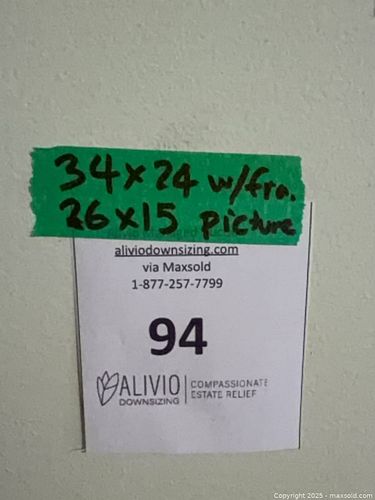 34x24 w/fra.
26x15 picture
aliviodownsizing.com
via Maxsold
1-877-257-7799
94
ALIVIO
DOWNSIZING
COMPASSIONATE
ESTATE RELIEF
Copyright © 2025 - maxsold.com